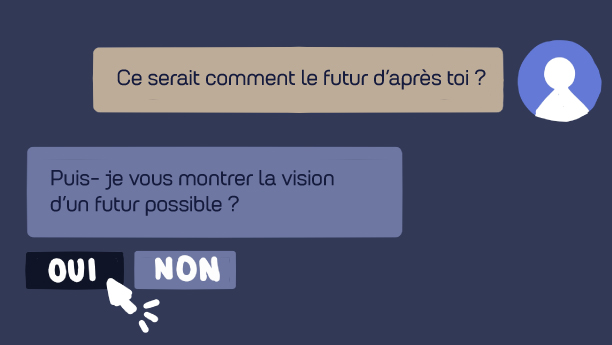 Ce serait comment le futur d'après toi ?
Puis- je vous montrer la vision
d'un futur possible ?
OUI
NON